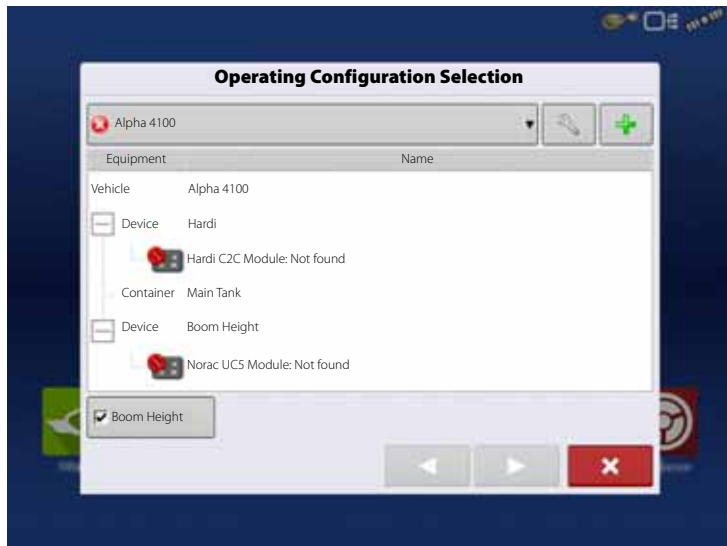 Operating Configuration Selection
Alpha 4100
Equipment Name
Vehicle Alpha 4100
Device Hardi
Hardi C2C Module: Not found
Container Main Tank
Device Boom Height
Norac UC5 Module: Not found
Boom Height